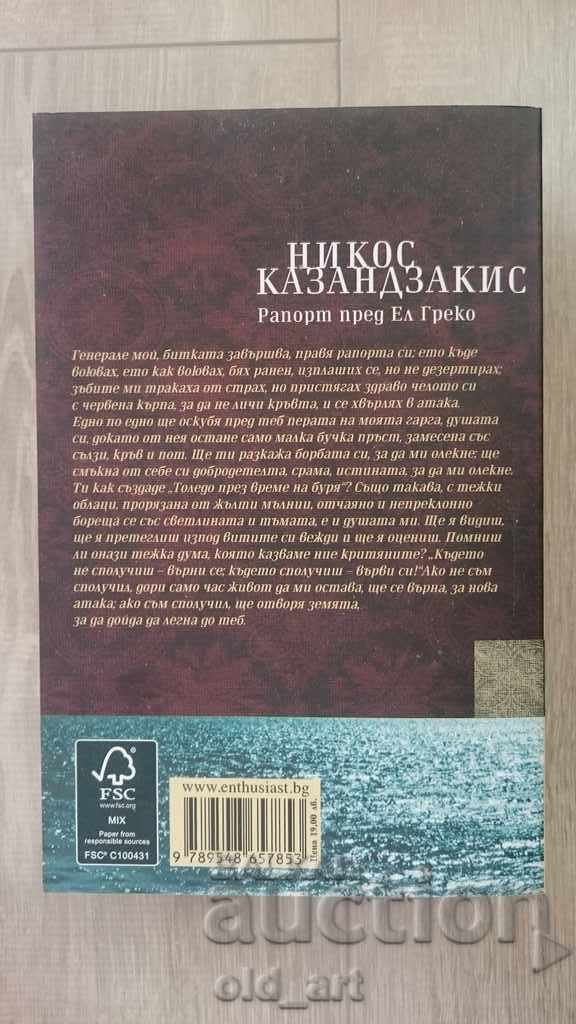 НИКОС
КАЗАНДЗАКИС
Рапорт пред Ел Греко
Генерале мой, битката завършва, правя рапорта си; ето къде
воювах, ето как воювах, бях ранен, изплаших се, но не дезертирах;
зъбите ми тракаха от страх, но пристягах здраво челото си
с червена кърпа, за да не личи кръвта, и се хвърлях в атака.
Едно по едно ще оскубя пред теб перата на моята гарга, душата
си, докато от нея остане само малка бучка пръст, замесена със
сълзи, кръв и пот. Ще ти разкажа борбата си, за да ми олекне; ще
смъкна от себе си добродетелта, срама, истината, за да ми олекне.
Ти как създаде „Толедо през време на буря“? Също такава, с тежки
облаци, прорязана от жълти мълнии, отчаяно и непреклонно
бореща се със светлината и тъмата, е и душата ми. Ще я видиш,
ще я претеглиш изпод витите си вежди и ще я оцениш. Помниш
ли онази тежка дума, която казваме ние критяните? „Където
не сполучиш – върни се; където сполучиш – върви си!“ Ако не съм
сполучил, дори само час живот да ми остава, ще се върна, за нова
атака; ако съм сполучил, ще отворя земята,
за да дойда да легна до теб.
FSC
www.fsc.org
MIX
Paper from
responsible sources
FSC® C100431
www.enthusiast.bg
9 789548 657853
Цена 19,00 лв.
auction
old_art